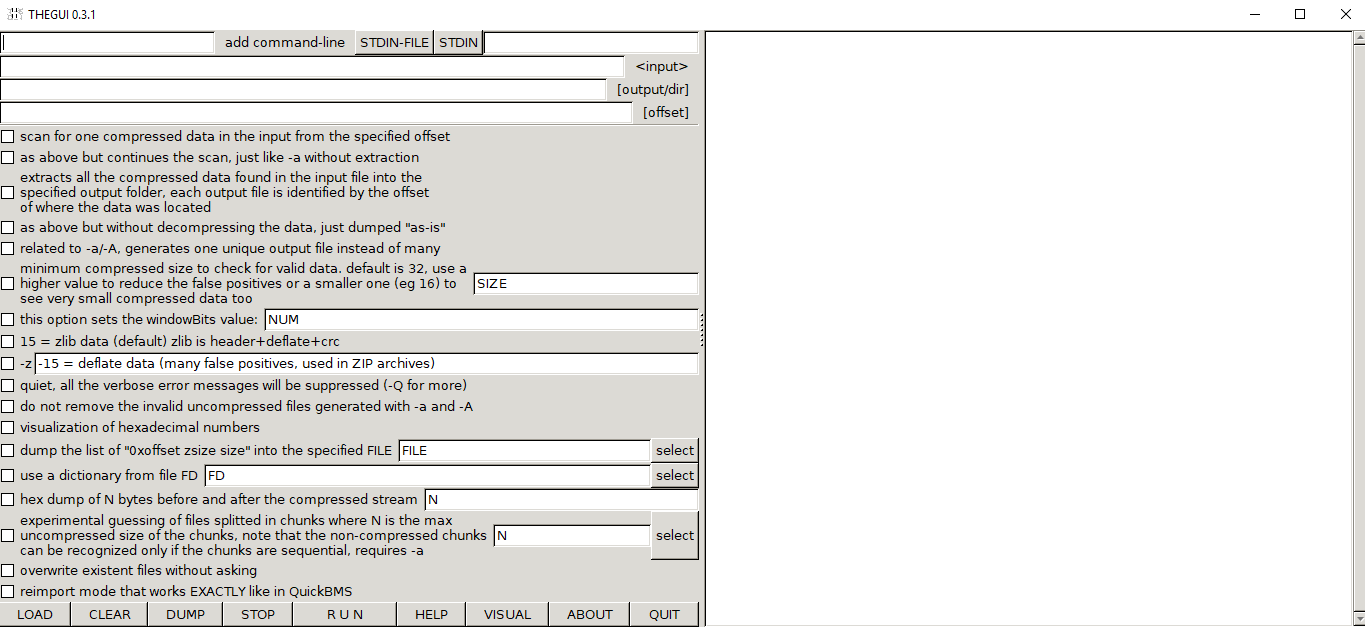 THEGUI 0.3.1
add command-line STDIN-FILE STDIN
<input>
[output/dir]
[offset]
scan for one compressed data in the input from the specified offset
as above but continues the scan, just like -a without extraction
extracts all the compressed data found in the input file into the
specified output folder, each output file is identified by the offset
of where the data was located
as above but without decompressing the data, just dumped "as-is"
related to -a/-A, generates one unique output file instead of many
minimum compressed size to check for valid data. default is 32, use a
higher value to reduce the false positives or a smaller one (eg 16) to
see very small compressed data too
SIZE
this option sets the windowBits value: NUM
15 = zlib data (default) zlib is header+deflate+crc
-z -15 = deflate data (many false positives, used in ZIP archives)
quiet, all the verbose error messages will be suppressed (-Q for more)
do not remove the invalid uncompressed files generated with -a and -A
visualization of hexadecimal numbers
dump the list of "0xoffset zsize size" into the specified FILE FILE select
use a dictionary from file FD FD select
hex dump of N bytes before and after the compressed stream N
experimental guessing of files splitted in chunks where N is the max
uncompressed size of the chunks, note that the non-compressed chunks
can be recognized only if the chunks are sequential, requires -a
N select
overwrite existent files without asking
reimport mode that works EXACTLY like in QuickBMS
LOAD CLEAR DUMP STOP R U N HELP VISUAL ABOUT QUIT